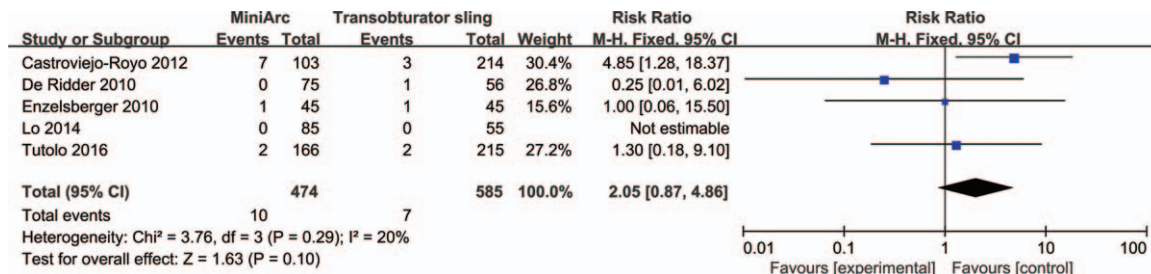 MiniArc Transobturator sling Risk Ratio Risk Ratio
Study or Subgroup Events Total Events Total Weight M-H. Fixed. 95% CI M-H. Fixed. 95% CI
Castroviejo-Royo 2012 7 103 3 214 30.4% 4.85 [1.28, 18.37]
De Ridder 2010 0 75 1 56 26.8% 0.25 [0.01, 6.02]
Enzelsberger 2010 1 45 1 45 15.6% 1.00 [0.06, 15.50]
Lo 2014 0 85 0 55 Not estimable
Tutolo 2016 2 166 2 215 27.2% 1.30 [0.18, 9.10]
Total (95% CI) 474 585 100.0% 2.05 [0.87, 4.86]
Total events 10 7
Heterogeneity: Chi² = 3.76, df = 3 (P = 0.29); I² = 20%
Test for overall effect: Z = 1.63 (P = 0.10)
0.01 0.1 1 10 100
Favours [experimental] Favours [control]